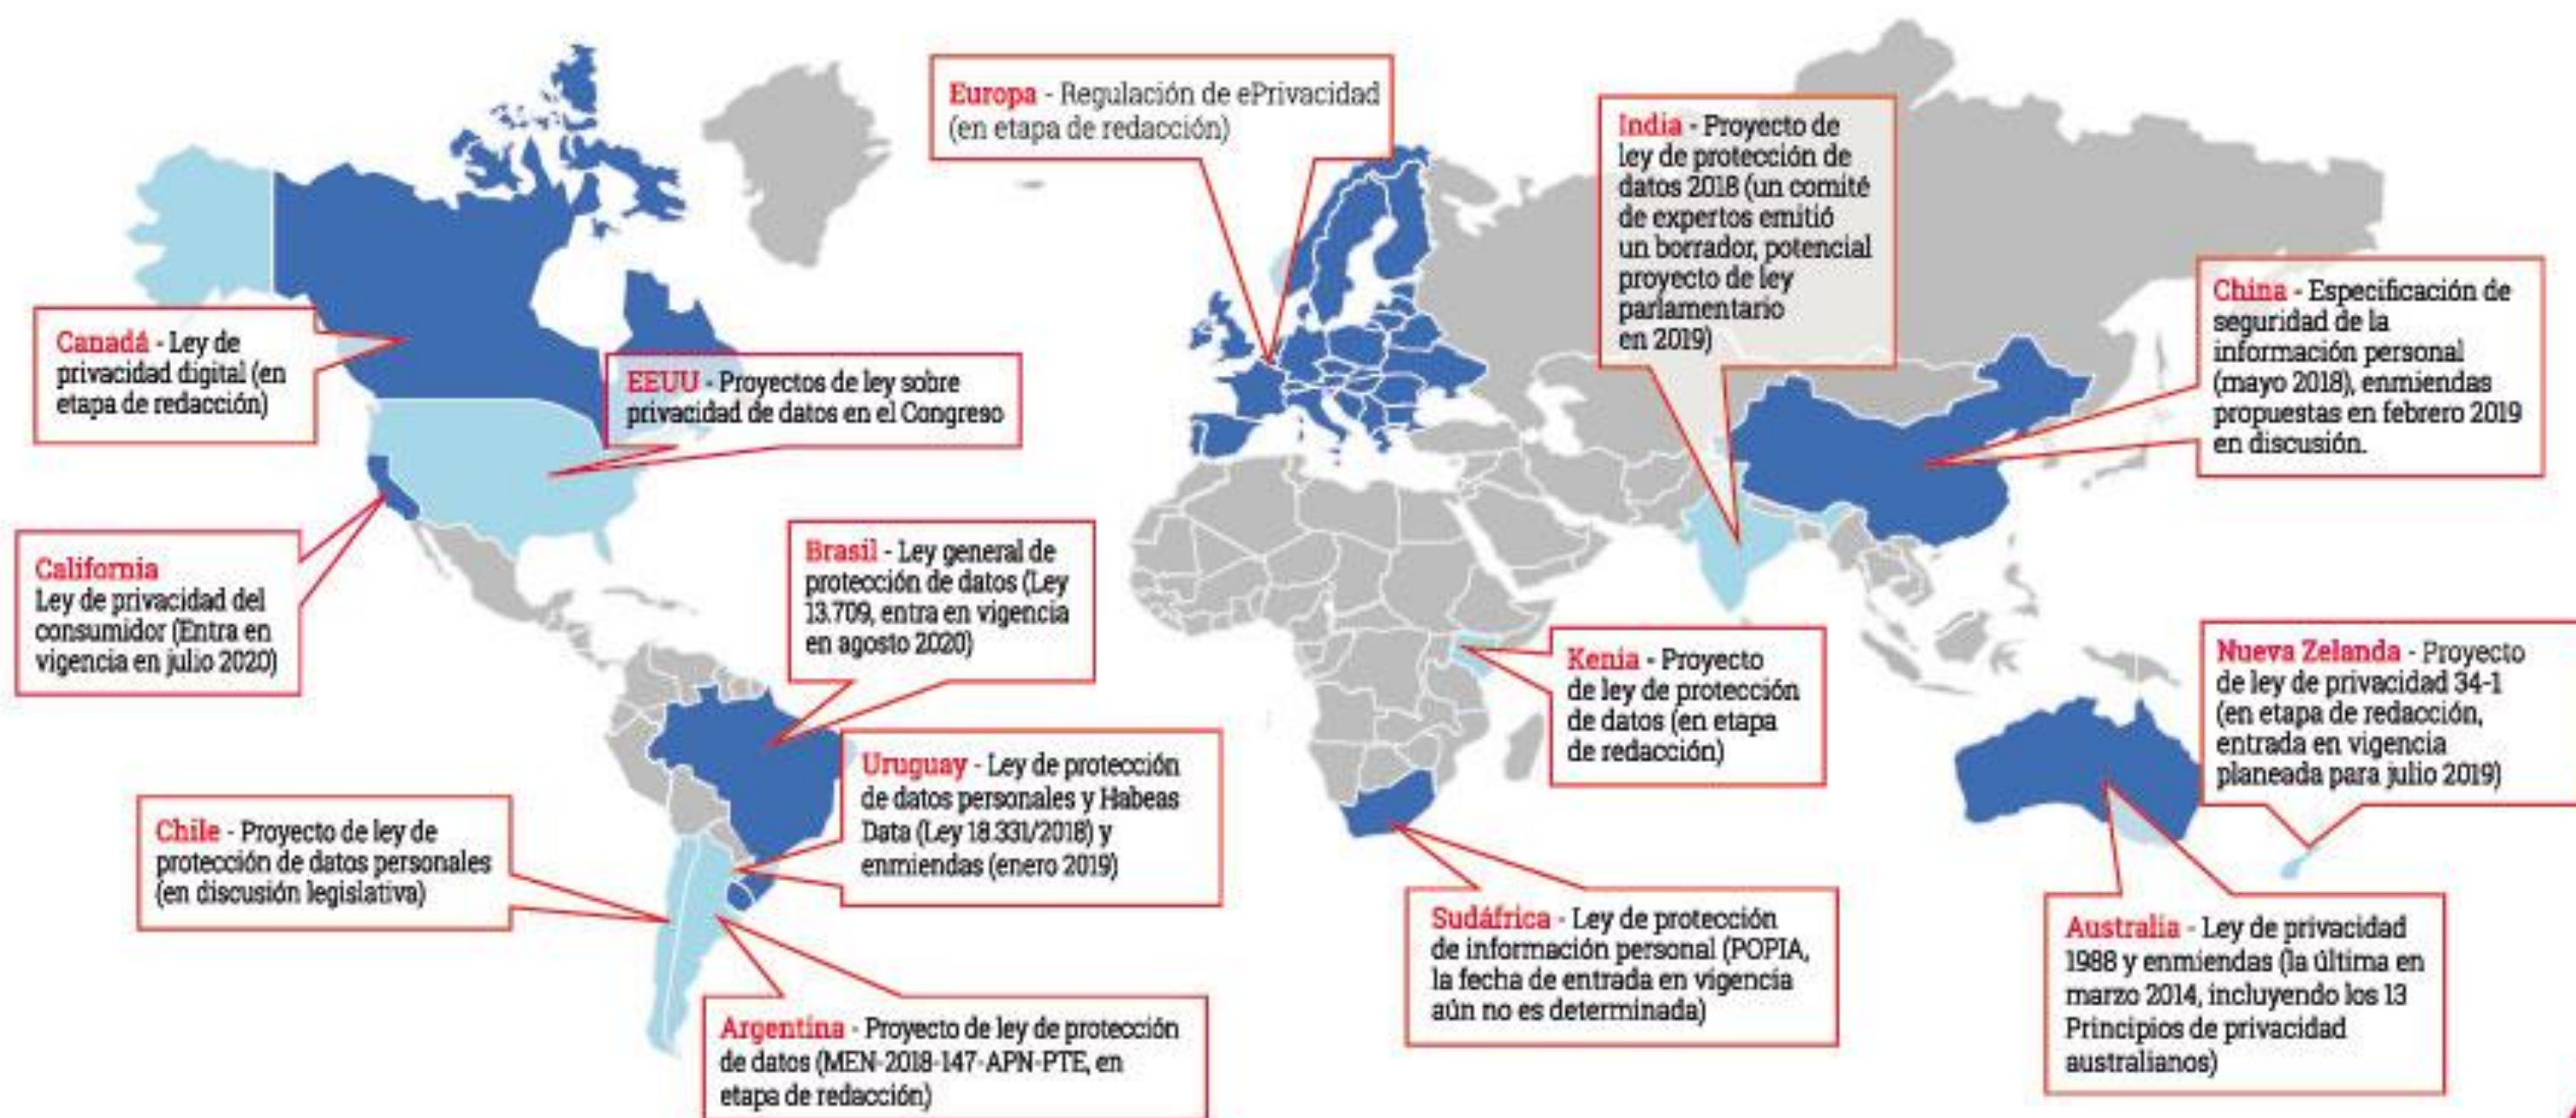 Europa - Regulación de ePrivacidad
(en etapa de redacción)
India - Proyecto de
ley de protección de
datos 2018 (un comité
de expertos emitió
un borrador, potencial
proyecto de ley
parlamentario
en 2019)
China - Especificación de
seguridad de la
información personal
(mayo 2018), enmiendas
propuestas en febrero 2019
en discusión.
Canadá - Ley de
privacidad digital (en
etapa de redacción)
EEUU - Proyectos de ley sobre
privacidad de datos en el Congreso
California
Ley de privacidad del
consumidor (Entra en
vigencia en julio 2020)
Brasil - Ley general de
protección de datos (Ley
13.709, entra en vigencia
en agosto 2020)
Kenia - Proyecto
de ley de protección
de datos (en etapa
de redacción)
Nueva Zelanda - Proyecto
de ley de privacidad 34-1
(en etapa de redacción,
entrada en vigencia
planeada para julio 2019)
Uruguay - Ley de protección
de datos personales y Habeas
Data (Ley 18.331/2018) y
enmiendas (enero 2019)
Chile - Proyecto de ley de
protección de datos personales
(en discusión legislativa)
Sudáfrica - Ley de protección
de información personal (POPIA,
la fecha de entrada en vigencia
aún no es determinada)
Australia - Ley de privacidad
1988 y enmiendas (la última en
marzo 2014, incluyendo los 13
Principios de privacidad
australianos)
Argentina - Proyecto de ley de protección
de datos (MEN-2018-147-APN-PTE, en
etapa de redacción)